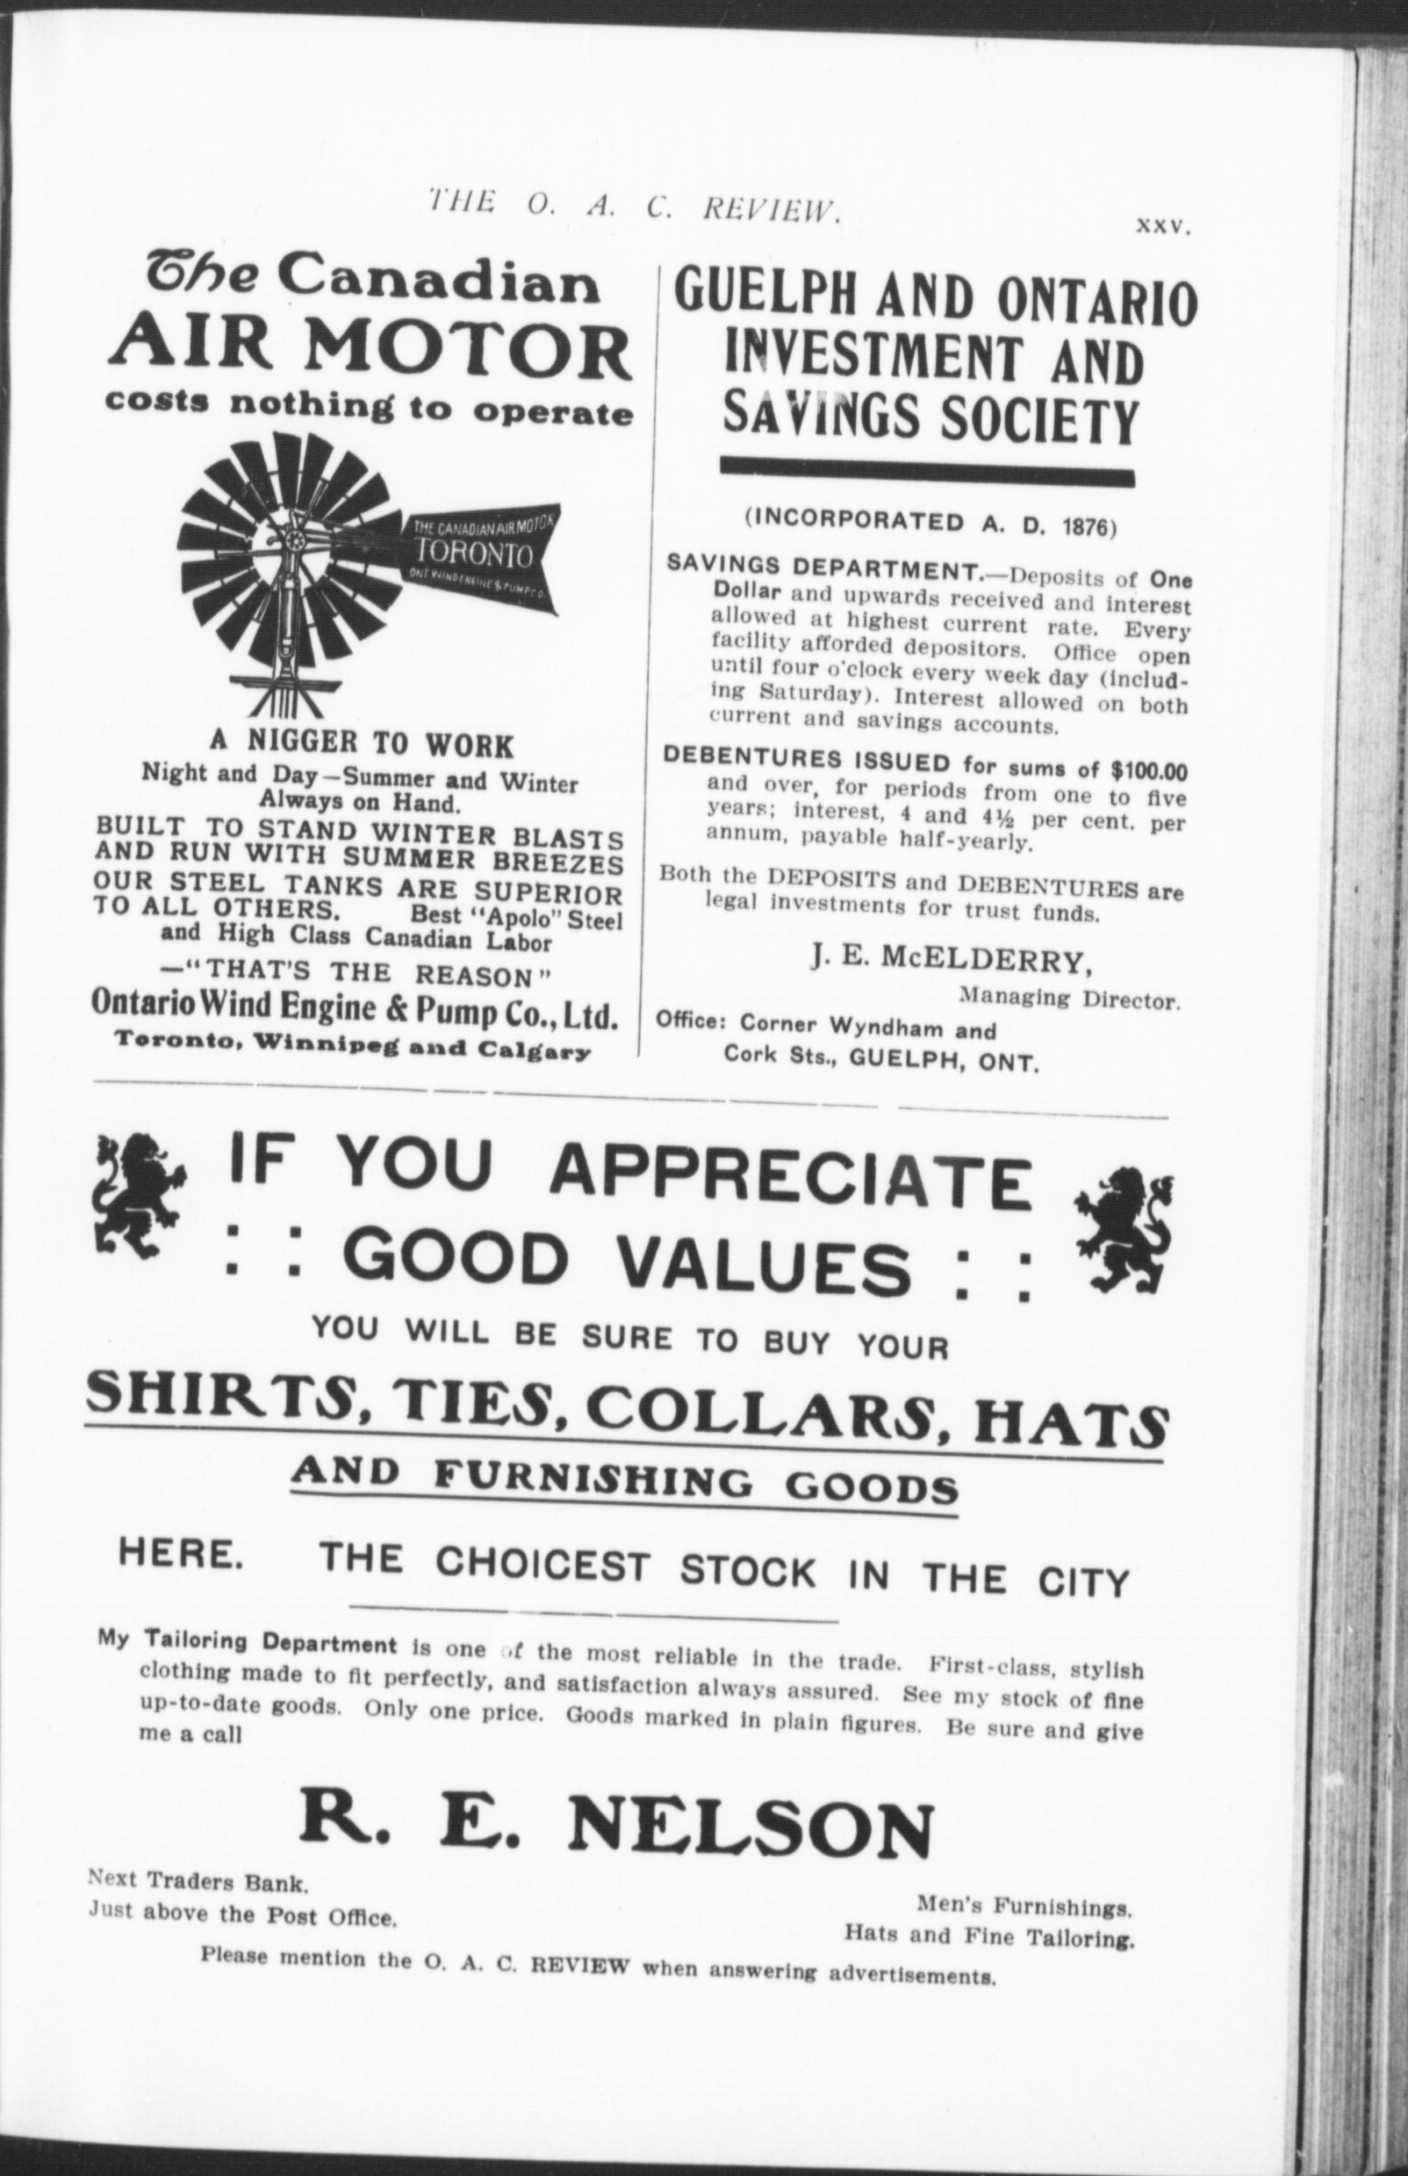 THE O. A. C. REVIEW.
xxv.
The Canadian
AIR MOTOR
costs nothing to operate
THE CANADIAN AIR MOTOR
TORONTO
ONT WIND ENGINE & PUMP CO.
A NIGGER TO WORK
Night and Day—Summer and Winter
Always on Hand.
BUILT TO STAND WINTER BLASTS
AND RUN WITH SUMMER BREEZES
OUR STEEL TANKS ARE SUPERIOR
TO ALL OTHERS. Best "Apolo" Steel
and High Class Canadian Labor
—"THAT'S THE REASON"
Ontario Wind Engine & Pump Co., Ltd.
Toronto, Winnipeg and Calgary
GUELPH AND ONTARIO
INVESTMENT AND
SAVINGS SOCIETY
(INCORPORATED A. D. 1876)
SAVINGS DEPARTMENT.—Deposits of One
Dollar and upwards received and interest
allowed at highest current rate. Every
facility afforded depositors. Office open
until four o'clock every week day (includ-
ing Saturday). Interest allowed on both
current and savings accounts.
DEBENTURES ISSUED for sums of $100.00
and over, for periods from one to five
years; interest, 4 and 4½ per cent. per
annum, payable half-yearly.
Both the DEPOSITS and DEBENTURES are
legal investments for trust funds.
J. E. McELDERRY,
Managing Director.
Office: Corner Wyndham and
Cork Sts., GUELPH, ONT.
IF YOU APPRECIATE
: : GOOD VALUES : :
YOU WILL BE SURE TO BUY YOUR
SHIRTS, TIES, COLLARS, HATS
AND FURNISHING GOODS
HERE. THE CHOICEST STOCK IN THE CITY
My Tailoring Department is one of the most reliable in the trade. First-class, stylish
clothing made to fit perfectly, and satisfaction always assured. See my stock of fine
up-to-date goods. Only one price. Goods marked in plain figures. Be sure and give
me a call
R. E. NELSON
Next Traders Bank.
Just above the Post Office.
Men's Furnishings.
Hats and Fine Tailoring.
Please mention the O. A. C. REVIEW when answering advertisements.